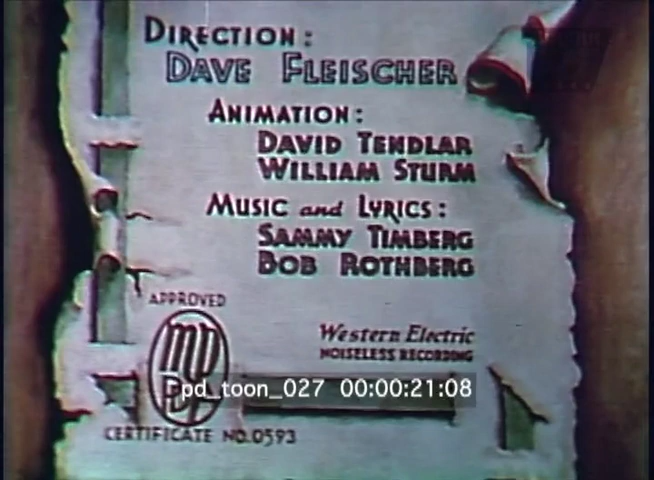 DIRECTION:
DAVE FLEISCHER
ANIMATION:
DAVID TENDLAR
WILLIAM STURM
MUSIC and LYRICS:
SAMMY TIMBERG
BOB ROTHBERG
APPROVED
MPPDA
Western Electric
NOISELESS RECORDING
pd_toon_027 00:00:21:08
CERTIFICATE NO. 0593